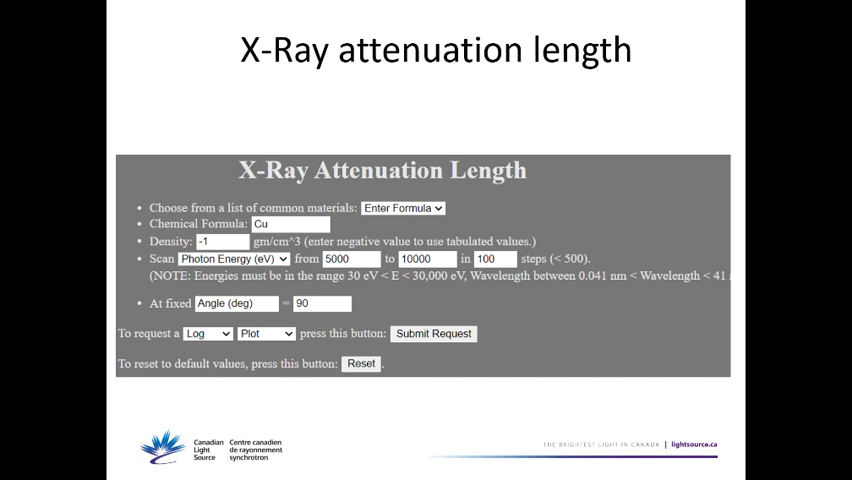 X-Ray attenuation length
X-Ray Attenuation Length
• Choose from a list of common materials: Enter Formula
• Chemical Formula: Cu
• Density: -1 gm/cm^3 (enter negative value to use tabulated values.)
• Scan Photon Energy (eV) from 5000 to 10000 in 100 steps (< 500).
(NOTE: Energies must be in the range 30 eV < E < 30,000 eV, Wavelength between 0.041 nm < Wavelength < 41
• At fixed Angle (deg) = 90
To request a Log Plot press this button: Submit Request
To reset to default values, press this button: Reset.
Canadian Light Source
Centre canadien de rayonnement synchrotron
THE BRIGHTEST LIGHT IN CANADA | lightsource.ca